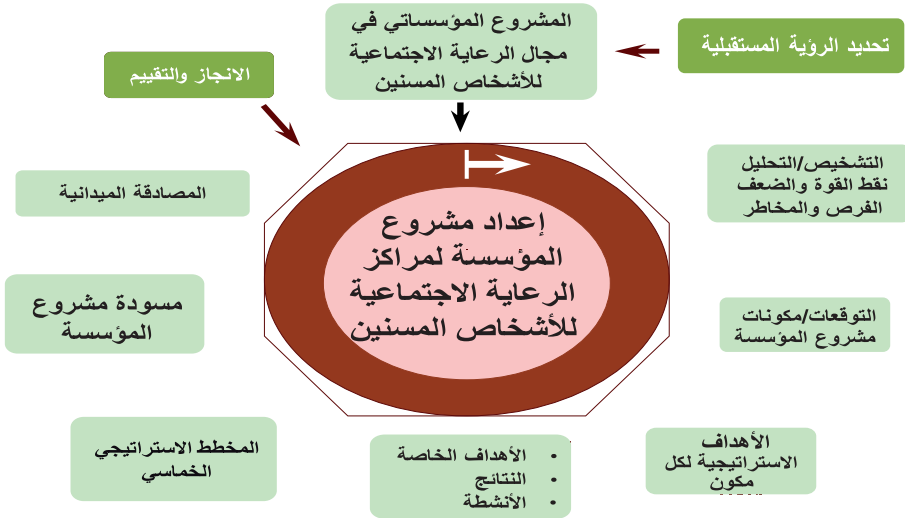 المشروع المؤسساتي في
مجال الرعاية الاجتماعية
للأشخاص المسنين
تحديد الرؤية المستقبلية
الانجاز والتقييم
التشخيص/التحليل
نقط القوة والضعف
الفرص والمخاطر
التوقعات/مكونات
مشروع المؤسسة
الأهداف
الاستراتيجية لكل
مكون
• الأهداف الخاصة
• النتائج
• الأنشطة
المخطط الاستراتيجي
الخماسي
مسودة مشروع
المؤسسة
المصادقة الميدانية
إعداد مشروع
المؤسسة لمراكز
الرعاية الاجتماعية
للأشخاص المسنين